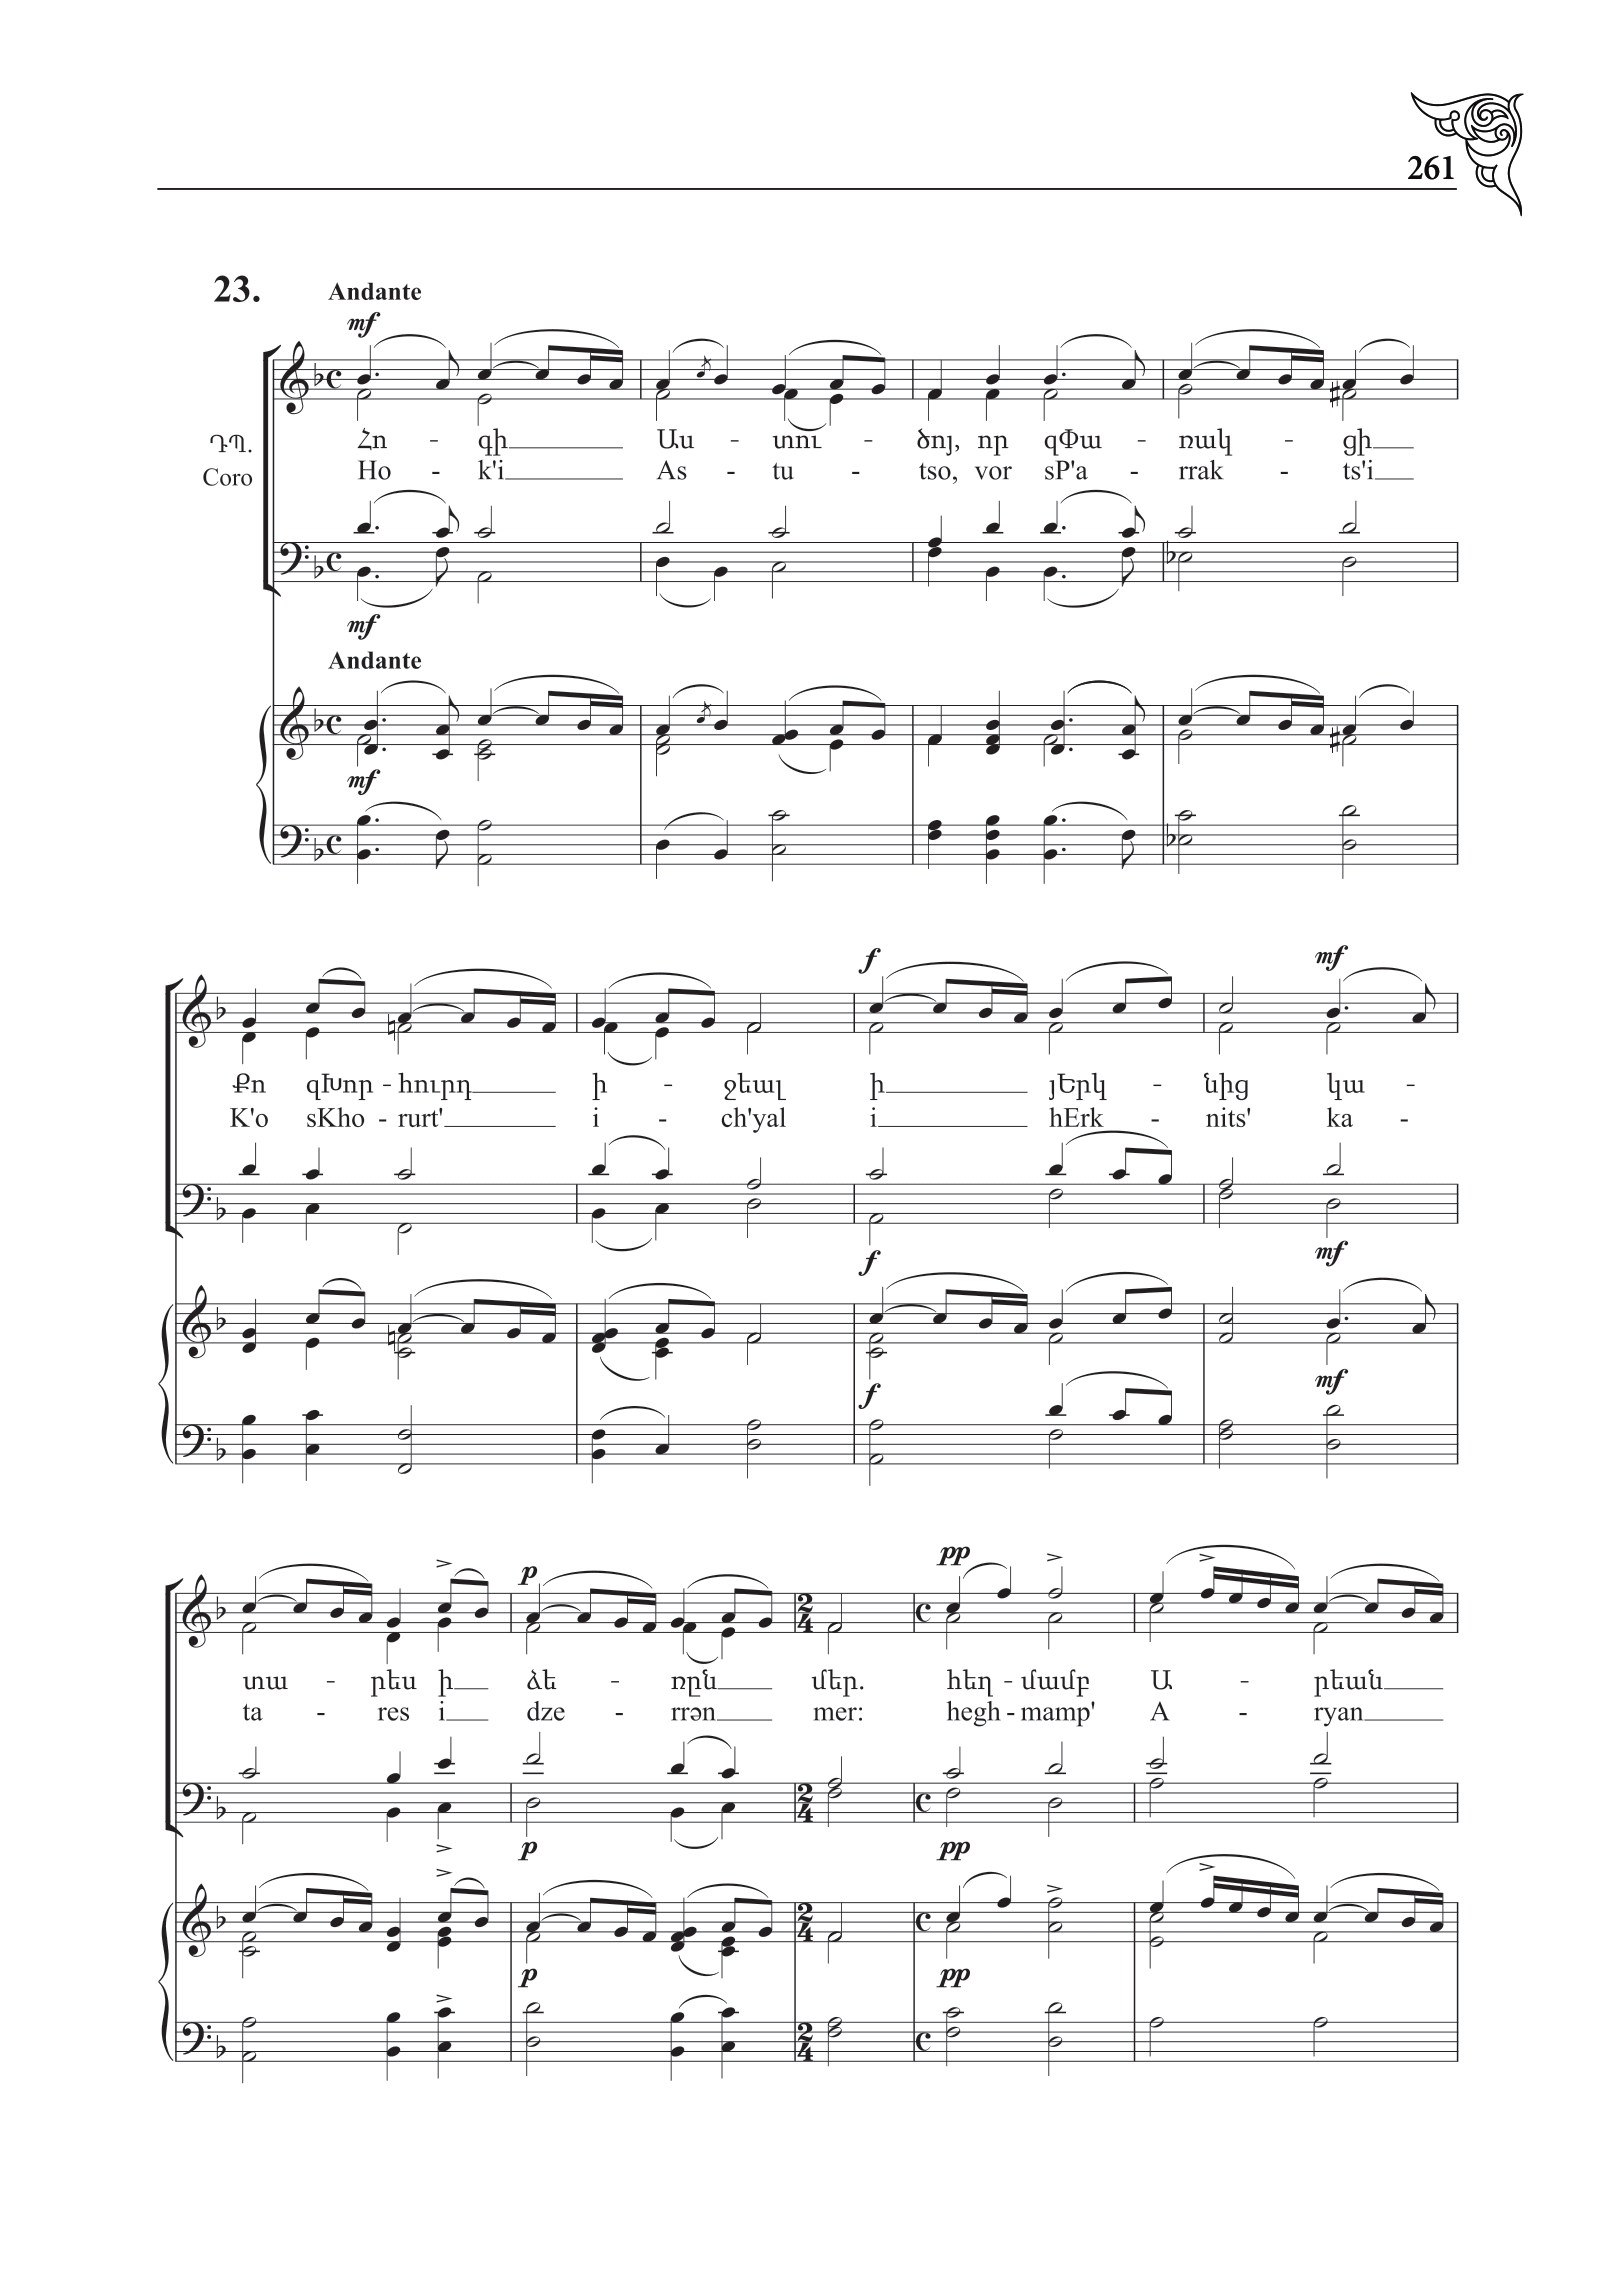 261
23.
Andante
mf
ԴՊ. Հո - գի Աս - տու - ծոյ, որ զՓա - ռակ - ցի
Coro Ho - k'i As - tu - tso, vor sP'a - rrak - ts'i
mf
Andante
mf
f mf
Քո զԽոր - հուրդ ի - ջեալ ի յԵրկ - նից կա -
K'o sKho - rurt' i - ch'yal i hErk - nits' ka -
f mf
f mf
p pp
տա - րես ի ձե - ռըն մեր. հեղ - մամբ Ա - րեան
ta - res i dze - rrən mer: hegh - mamp' A - ryan
p pp
p pp